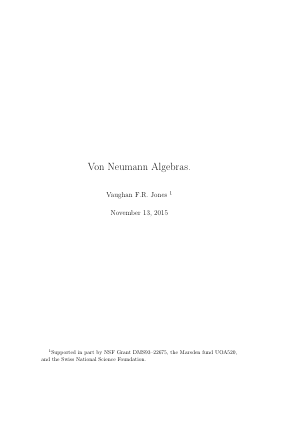 Von Neumann Algebras.
Vaughan F.R. Jones 1
November 13, 2015
1Supported in part by NSF Grant DMS93–22675, the Marsden fund UOA520,
and the Swiss National Science Foundation.